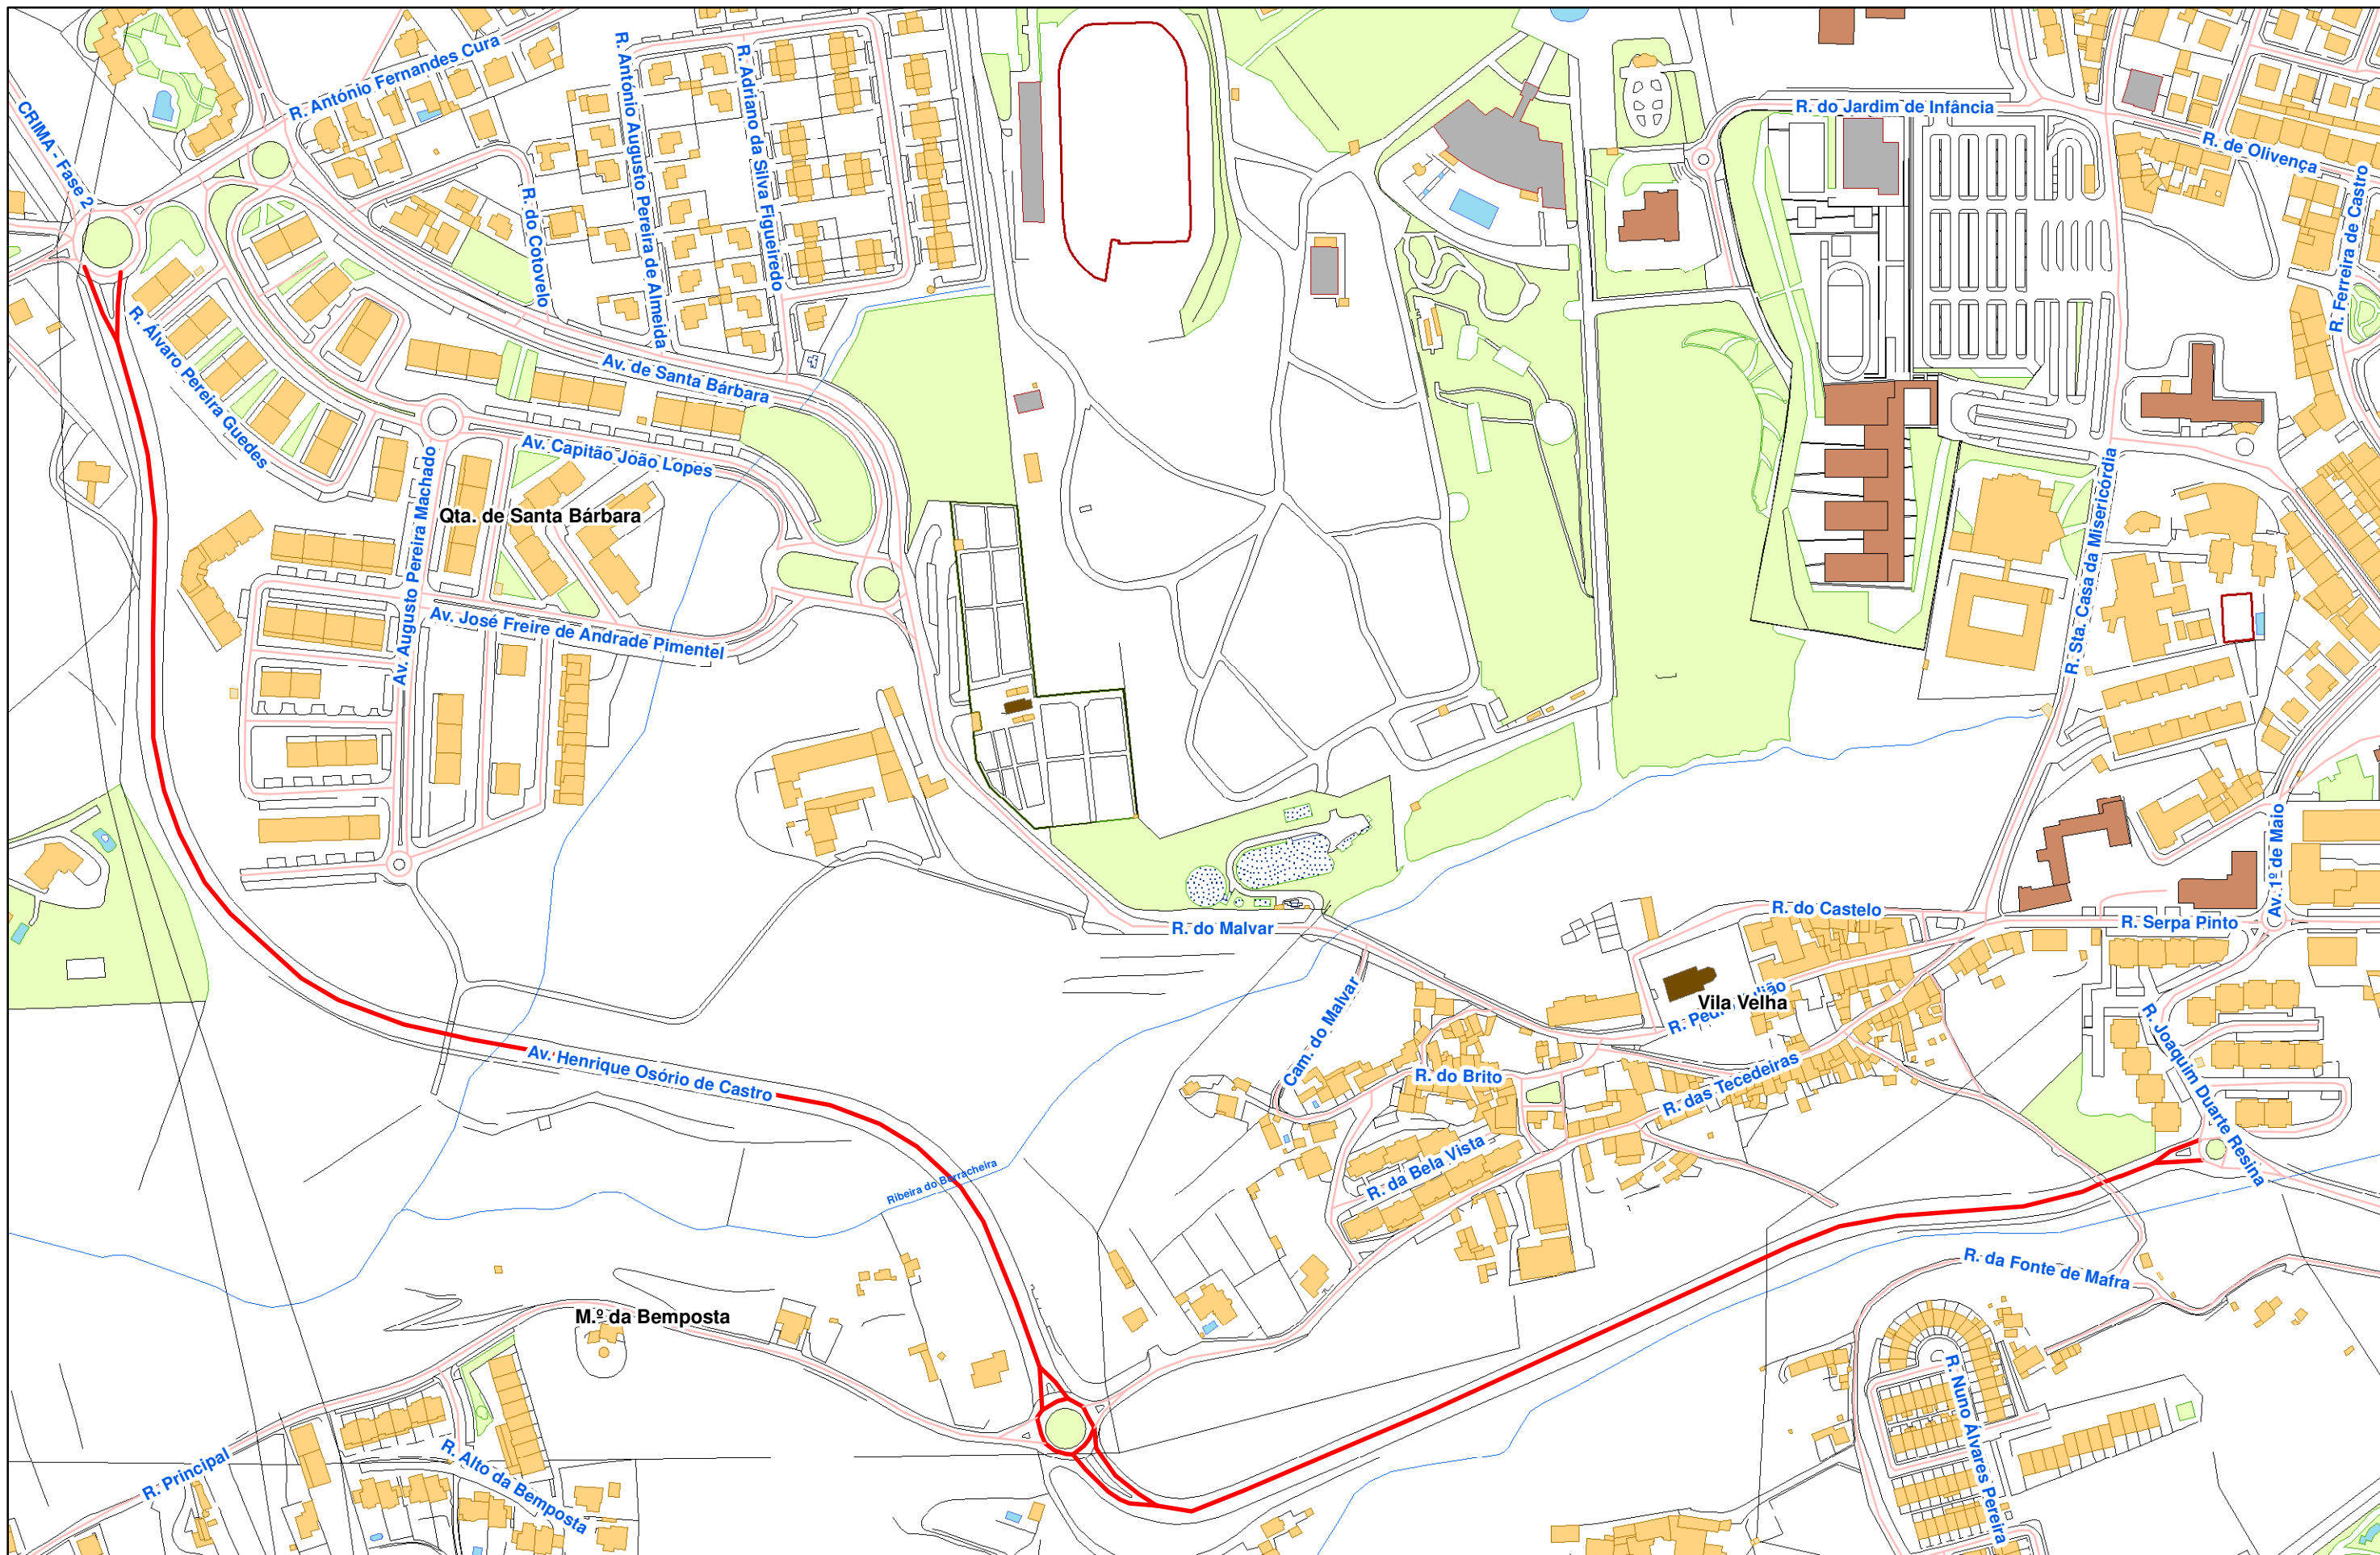 R. António Fernandes Cura
R. António Augusto Pereira de Almeida
R. Adriano da Silva Figueiredo
R. do Jardim de Infância
CRIMA - Fase 2
R. de Olivença
R. do Cotovelo
R. Ferreira de Castro
R. Álvaro Pereira Guedes
Av. de Santa Bárbara
Av. Capitão João Lopes
Av. Augusto Pereira Machado
Qta. de Santa Bárbara
R. Sta. Casa da Misericórdia
Av. José Freire de Andrade Pimentel
Av. 1º de Maio
R. do Castelo
R. Serpa Pinto
R. do Malvar
Cam. do Malvar
Vila Velha
R. Joaquim Duarte Resina
Av. Henrique Osório de Castro
R. do Brito
R. das Tecedeiras
R. da Bela Vista
Ribeira do Borracheira
R. da Fonte de Mafra
M.º da Bemposta
R. Nuno Álvares Pereira
R. Principal
R. Alto da Bemposta